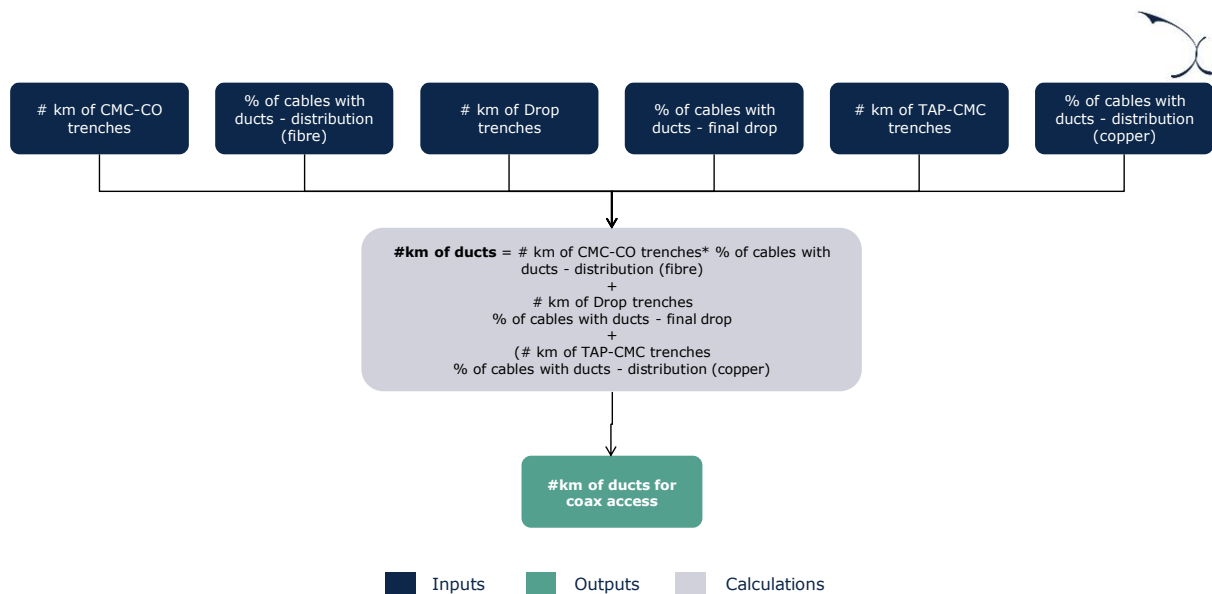 # km of CMC-CO
trenches
% of cables with
ducts - distribution
(fibre)
# km of Drop
trenches
% of cables with
ducts - final drop
# km of TAP-CMC
trenches
% of cables with
ducts - distribution
(copper)
#km of ducts = # km of CMC-CO trenches* % of cables with
ducts - distribution (fibre)
+
# km of Drop trenches
% of cables with ducts - final drop
+
(# km of TAP-CMC trenches
% of cables with ducts - distribution (copper)
#km of ducts for
coax access
Inputs
Outputs
Calculations